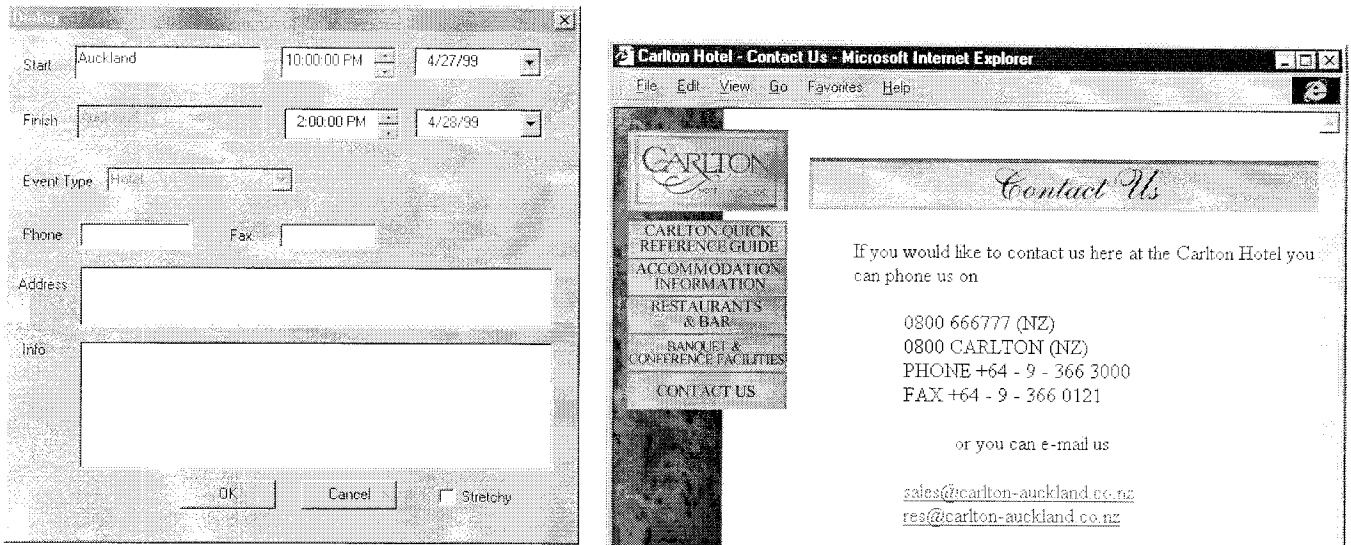 Dialog
Start Auckland 10:00:00 PM 4/27/99
Finish Auckland 2:00:00 PM 4/28/99
Event Type Hotel
Phone Fax
Address
Info
OK Cancel Stretchy
Carlton Hotel - Contact Us - Microsoft Internet Explorer
File Edit View Go Favorites Help
CARLTON
Contact Us
CARLTON QUICK
REFERENCE GUIDE
ACCOMMODATION
INFORMATION
RESTAURANTS
& BAR
BANQUET &
CONFERENCE FACILITIES
CONTACT US
If you would like to contact us here at the Carlton Hotel you
can phone us on
0800 666777 (NZ)
0800 CARLTON (NZ)
PHONE +64 - 9 - 366 3000
FAX +64 - 9 - 366 0121
or you can e-mail us
sales@carlton-auckland.co.nz
res@carlton-auckland.co.nz